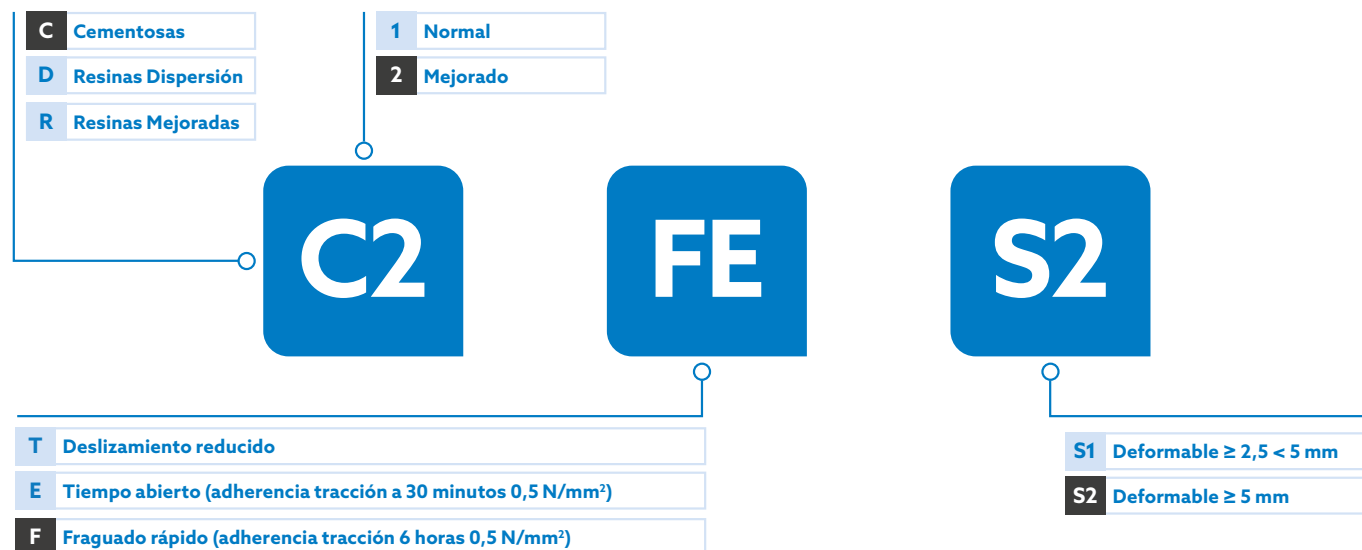 C Cementosas
D Resinas Dispersión
R Resinas Mejoradas
1 Normal
2 Mejorado
C2
FE
S2
T Deslizamiento reducido
E Tiempo abierto (adherencia tracción a 30 minutos 0,5 N/mm²)
F Fraguado rápido (adherencia tracción 6 horas 0,5 N/mm²)
S1 Deformable ≥ 2,5 < 5 mm
S2 Deformable ≥ 5 mm